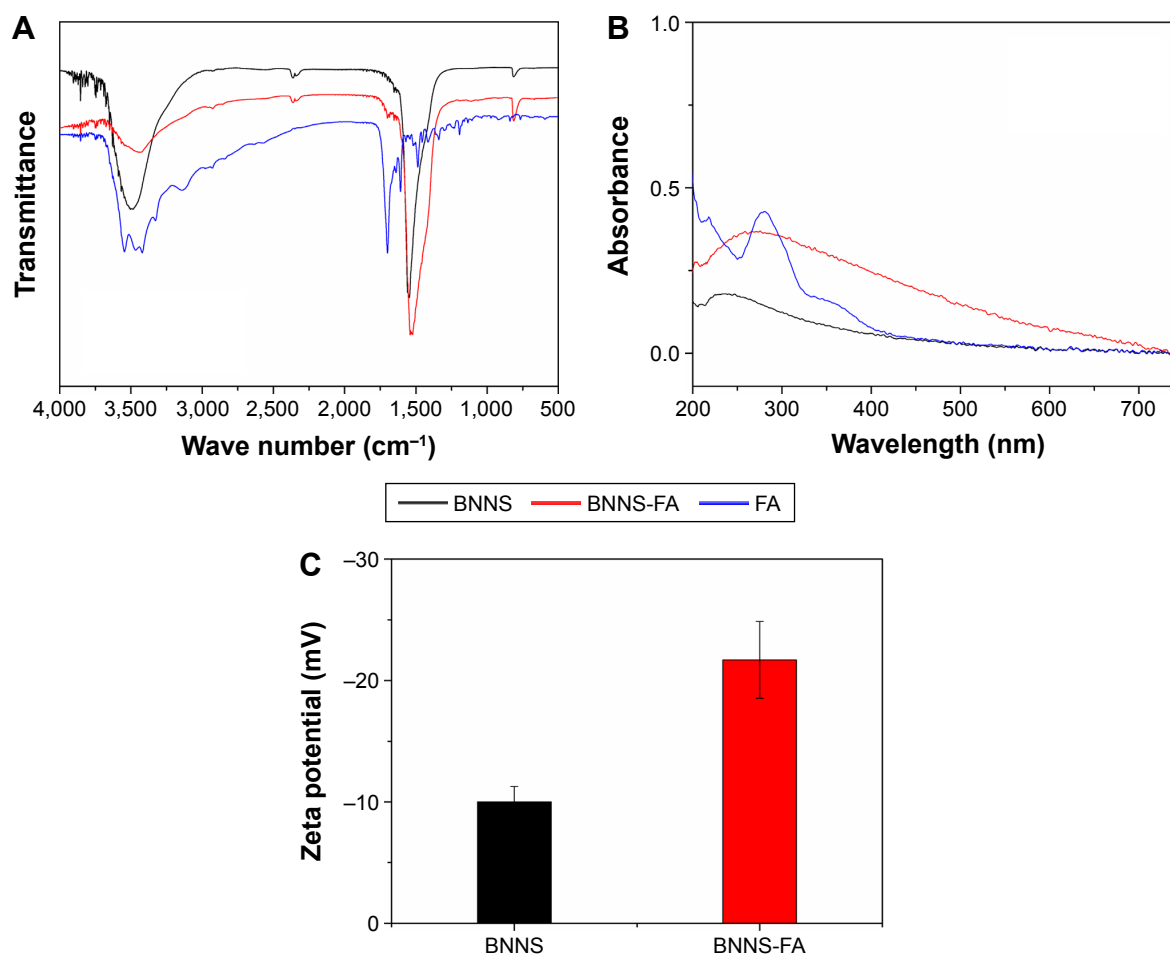 A
Transmittance
4,000 3,500 3,000 2,500 2,000 1,500 1,000 500
Wave number (cm⁻¹)
B
Absorbance
1.0
0.5
0.0
200 300 400 500 600 700
Wavelength (nm)
BNNS BNNS-FA FA
C
Zeta potential (mV)
–30
–20
–10
0
BNNS BNNS-FA